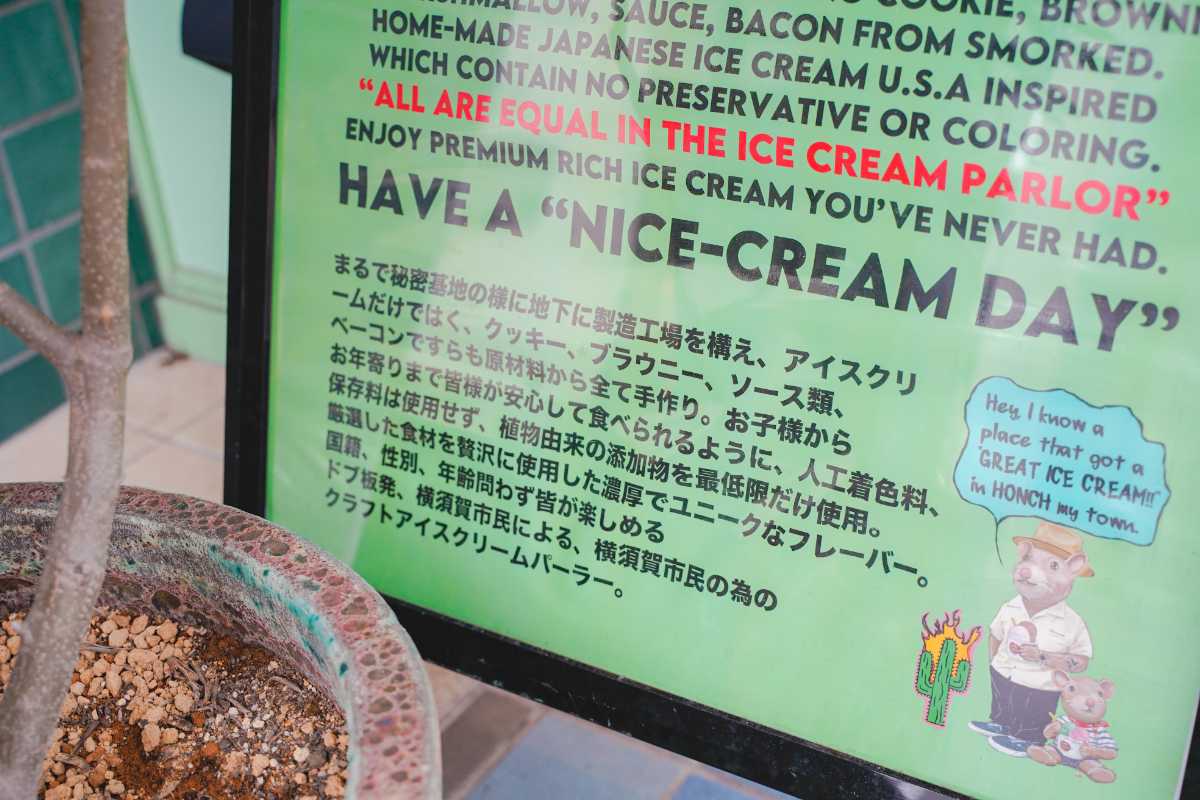 COOKIE, BROWNI
MARSHMALLOW, SAUCE, BACON FROM SMORKED.
HOME-MADE JAPANESE ICE CREAM U.S.A INSPIRED
WHICH CONTAIN NO PRESERVATIVE OR COLORING.
“ALL ARE EQUAL IN THE ICE CREAM PARLOR”
ENJOY PREMIUM RICH ICE CREAM YOU’VE NEVER HAD.
HAVE A “NICE-CREAM DAY”
まるで秘密基地の様に地下に製造工場を構え、アイスクリ
ームだけではく、クッキー、ブラウニー、ソース類、
ベーコンですらも原材料から全て手作り。お子様から
お年寄りまで皆様が安心して食べられるように、人工着色料、
保存料は使用せず、植物由来の添加物を最低限だけ使用。
厳選した食材を贅沢に使用した濃厚でユニークなフレーバー。
国籍、性別、年齢問わず皆が楽しめる
ドブ板発、横須賀市民による、横須賀市民の為の
クラフトアイスクリームパーラー。
Hey, I know a
place that got a
"GREAT ICE CREAM!!"
in HONCH my town.